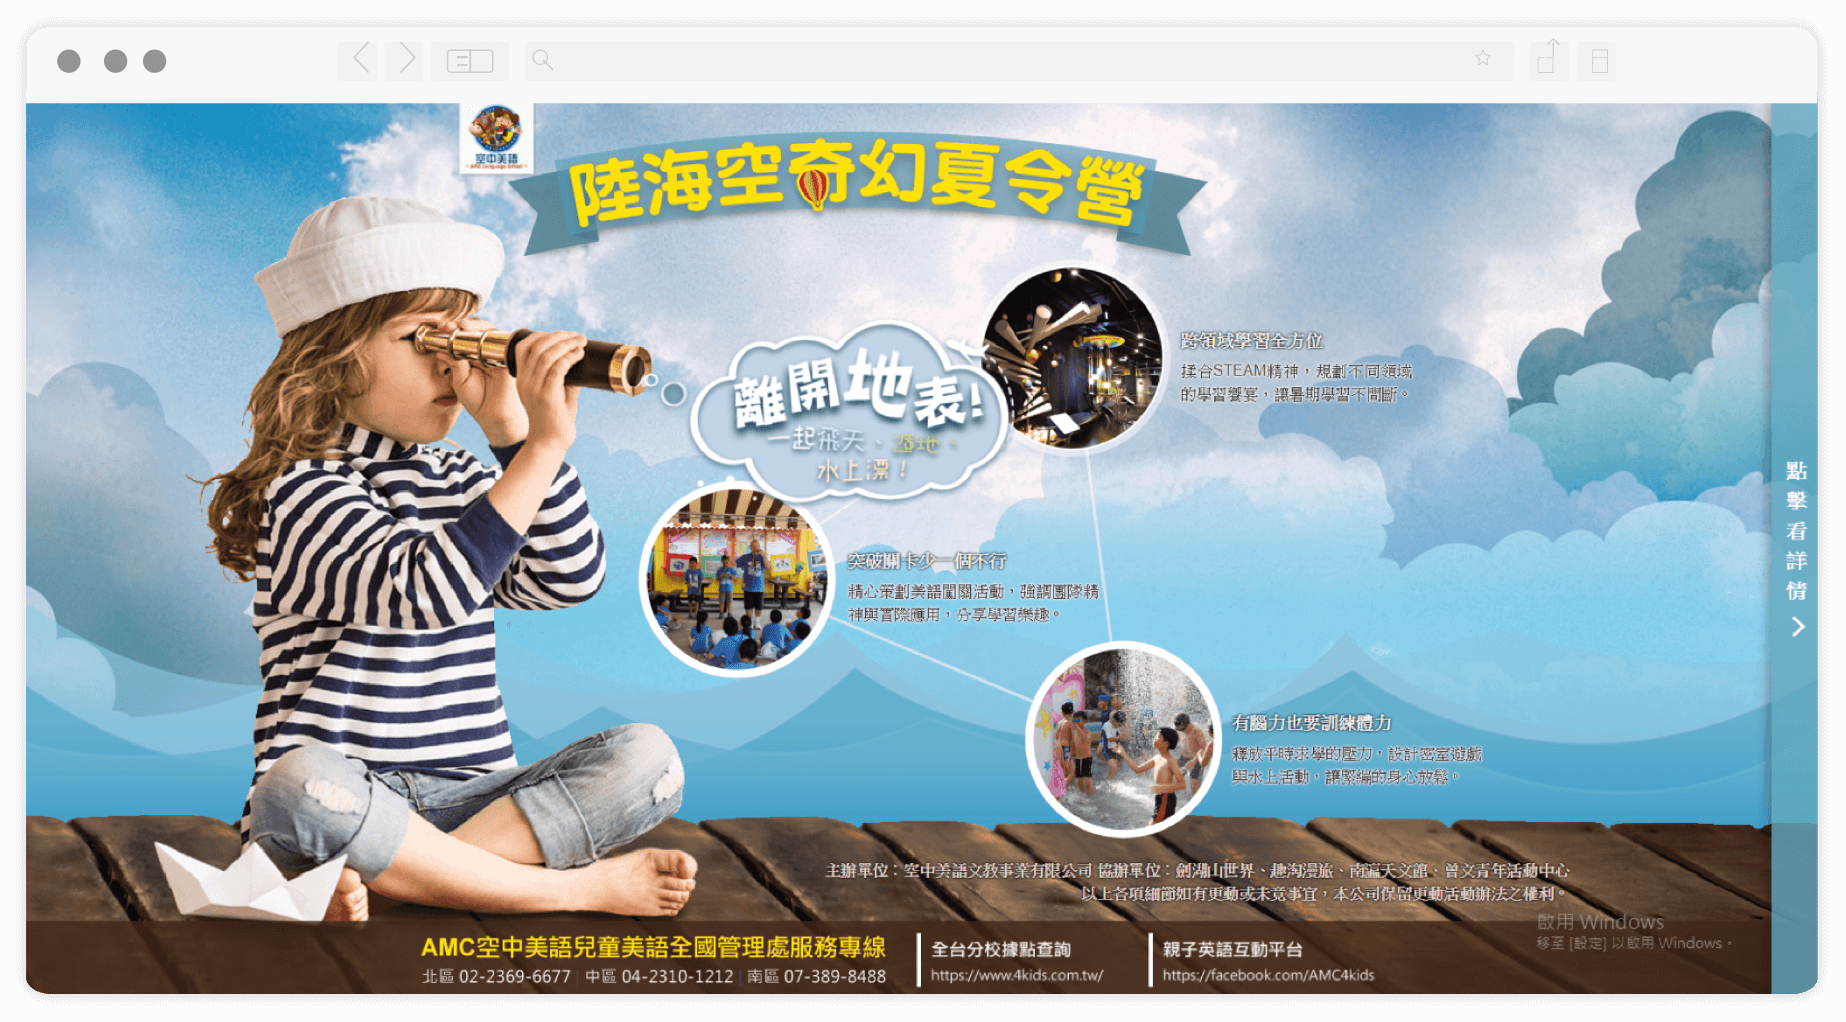 空中美語
AMC Language School
陸海空奇幻夏令營
離開地表!
一起飛天、遊地、
水上漂!
跨領域學習全方位
揉合STEAM精神，規劃不同領域
的學習饗宴，讓暑期學習不間斷。
突破關卡少一個不行
精心策劃美語闖關活動，強調團隊精
神與實際應用，分享學習樂趣。
有腦力也要訓練體力
釋放平時求學的壓力，設計密室遊戲
與水上活動，讓緊繃的身心放鬆。
點擊看詳情
主辦單位：空中美語文教事業有限公司 協辦單位：劍湖山世界、趣淘漫旅、南瀛天文館、曾文青年活動中心
以上各項細節如有更動或未竟事宜，本公司保留更動活動辦法之權利。
啟用 Windows
移至 [設定] 以啟用 Windows。
AMC空中美語兒童美語全國管理處服務專線
北區 02-2369-6677 | 中區 04-2310-1212 | 南區 07-389-8488
全台分校據點查詢
https://www.4kids.com.tw/
親子英語互動平台
https://facebook.com/AMC4kids